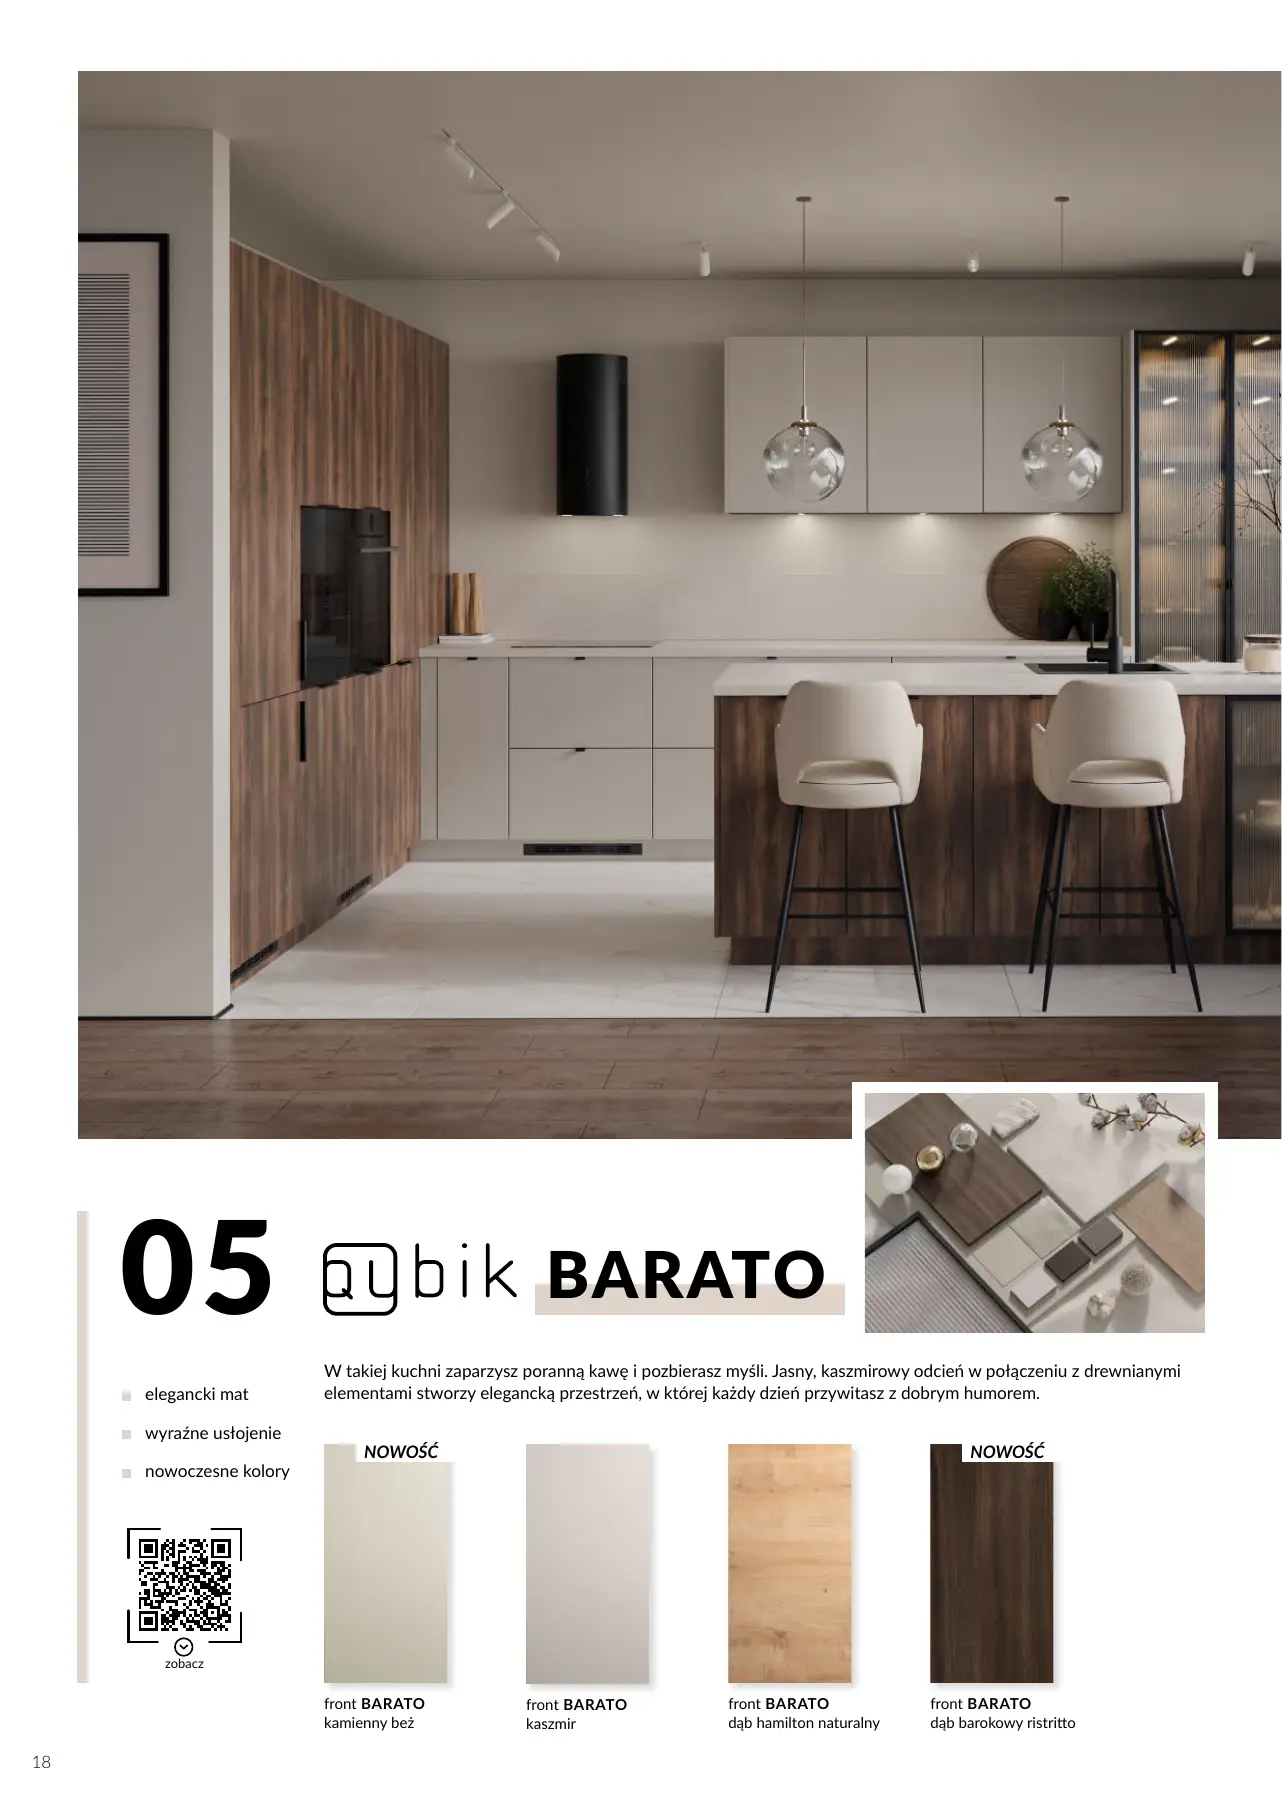 05
QUbik BARATO
W takiej kuchni zaparzysz poranną kawę i pozbierasz myśli. Jasny, kaszmirowy odcień w połączeniu z drewnianymi
elementami stworzy elegancką przestrzeń, w której każdy dzień przywitasz z dobrym humorem.
elegancki mat
wyraźne usłojenie
nowoczesne kolory
zobacz
NOWOŚĆ
front BARATO
kamienny beż
front BARATO
kaszmir
front BARATO
dąb hamilton naturalny
NOWOŚĆ
front BARATO
dąb barokowy ristritto
18